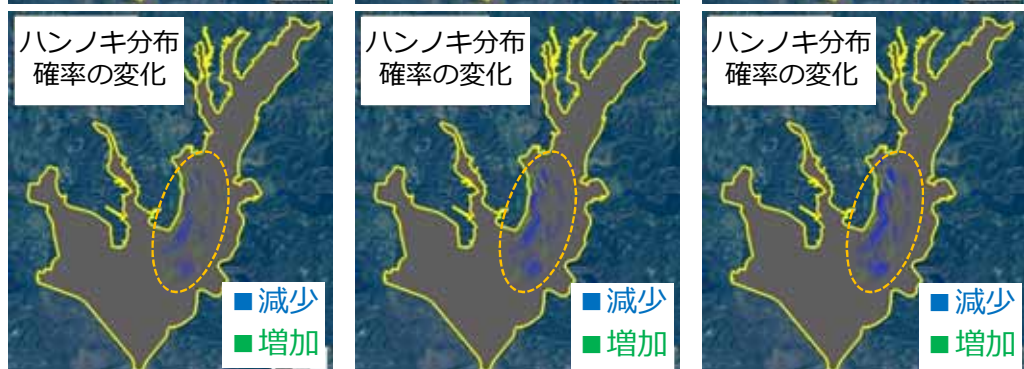 ハンノキ分布
確率の変化
■減少
■増加
ハンノキ分布
確率の変化
■減少
■増加
ハンノキ分布
確率の変化
■減少
■増加